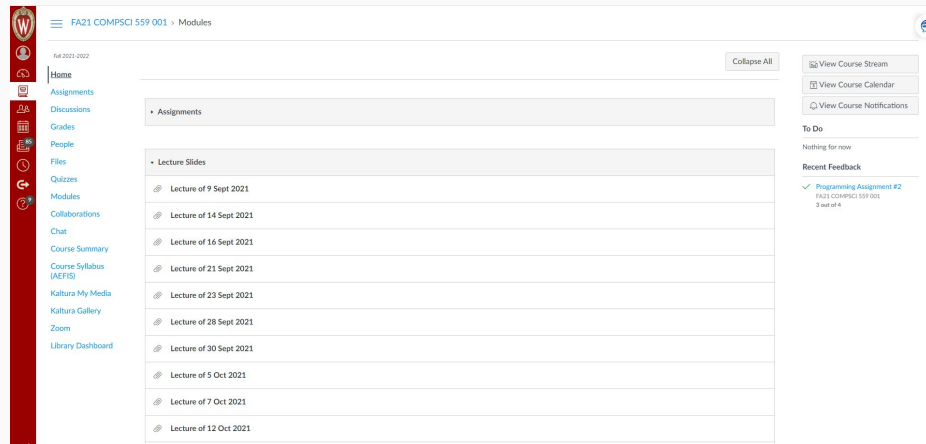 FA21 COMPSCI 559 001 › Modules
Fall 2021-2022
Home
Assignments
Discussions
Grades
People
Files
Quizzes
Modules
Collaborations
Chat
Course Summary
Course Syllabus
(AEFIS)
Kaltura My Media
Kaltura Gallery
Zoom
Library Dashboard
W
85
9
Collapse All
Assignments
Lecture Slides
Lecture of 9 Sept 2021
Lecture of 14 Sept 2021
Lecture of 16 Sept 2021
Lecture of 21 Sept 2021
Lecture of 23 Sept 2021
Lecture of 28 Sept 2021
Lecture of 30 Sept 2021
Lecture of 5 Oct 2021
Lecture of 7 Oct 2021
Lecture of 12 Oct 2021
View Course Stream
View Course Calendar
View Course Notifications
To Do
Nothing for now
Recent Feedback
Programming Assignment #2
FA21 COMPSCI 559 001
3 out of 4